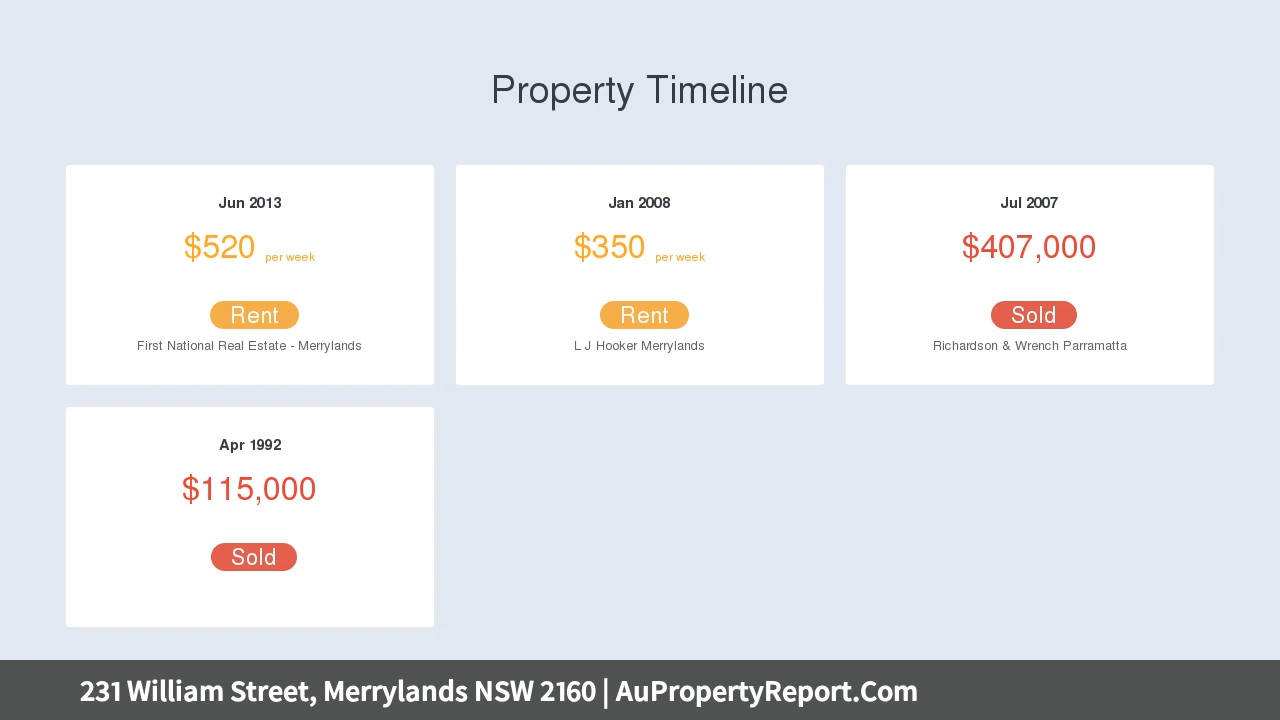 Property Timeline
Jun 2013
$520 per week
Rent
First National Real Estate - Merrylands
Jan 2008
$350 per week
Rent
L J Hooker Merrylands
Jul 2007
$407,000
Sold
Richardson & Wrench Parramatta
Apr 1992
$115,000
Sold
231 William Street, Merrylands NSW 2160 | AuPropertyReport.Com